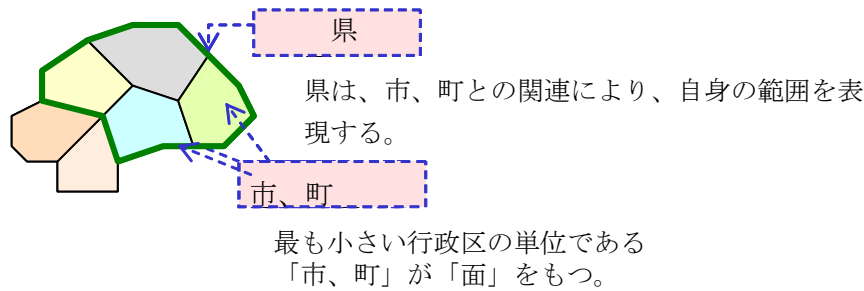 県
県は、市、町との関連により、自身の範囲を表
現する。
市、町
最も小さい行政区の単位である
「市、町」が「面」をもつ。